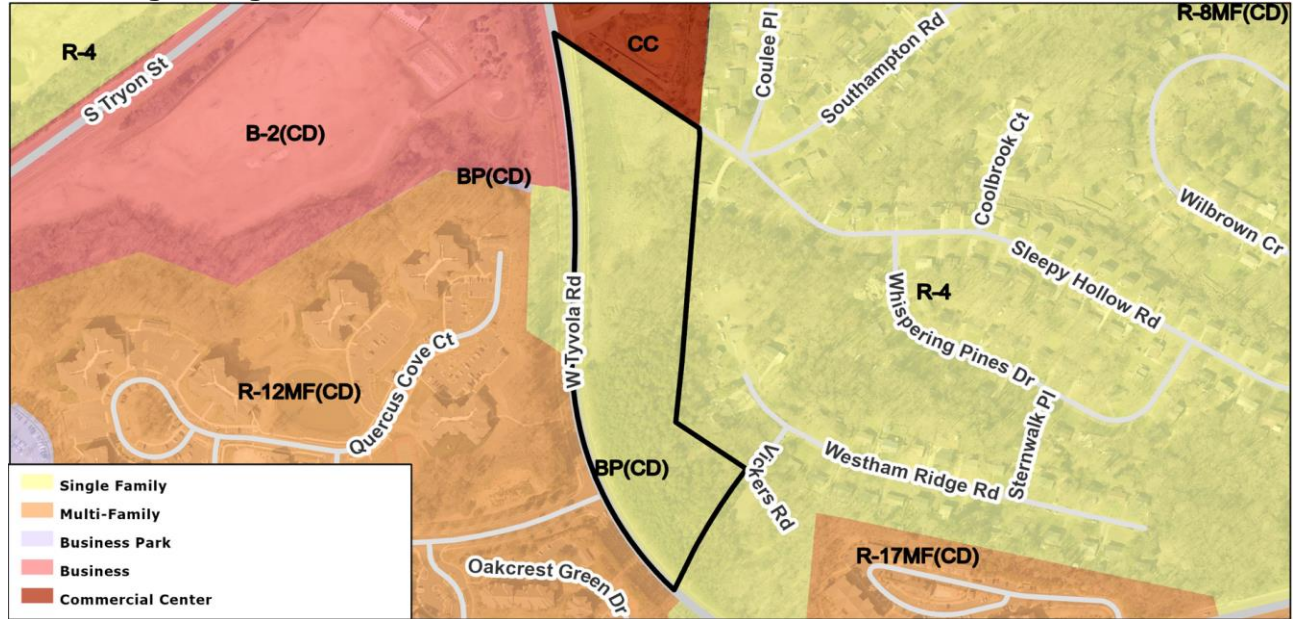 R-8MF(CD)
R-4
CC
S Tryon St
Coulee Pl
Southampton Rd
B-2(CD)
Coolbrook Ct
BP(CD)
Wilbrown Cr
Sleepy Hollow Rd
W Tyvola Rd
R-4
Whispering Pines Dr
Quercus Cove Ct
R-12MF(CD)
Sternwalk Pl
BP(CD)
Vickers Rd
Westham Ridge Rd
Single Family
Multi-Family
Business Park
Business
Commercial Center
Oakcrest Green Dr
R-17MF(CD)